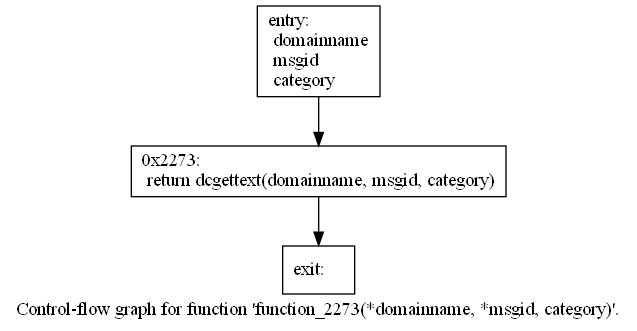 entry:
domainname
msgid
category
0x2273:
return dcgettext(domainname, msgid, category)
exit:
Control-flow graph for function 'function_2273(*domainname, *msgid, category)'.